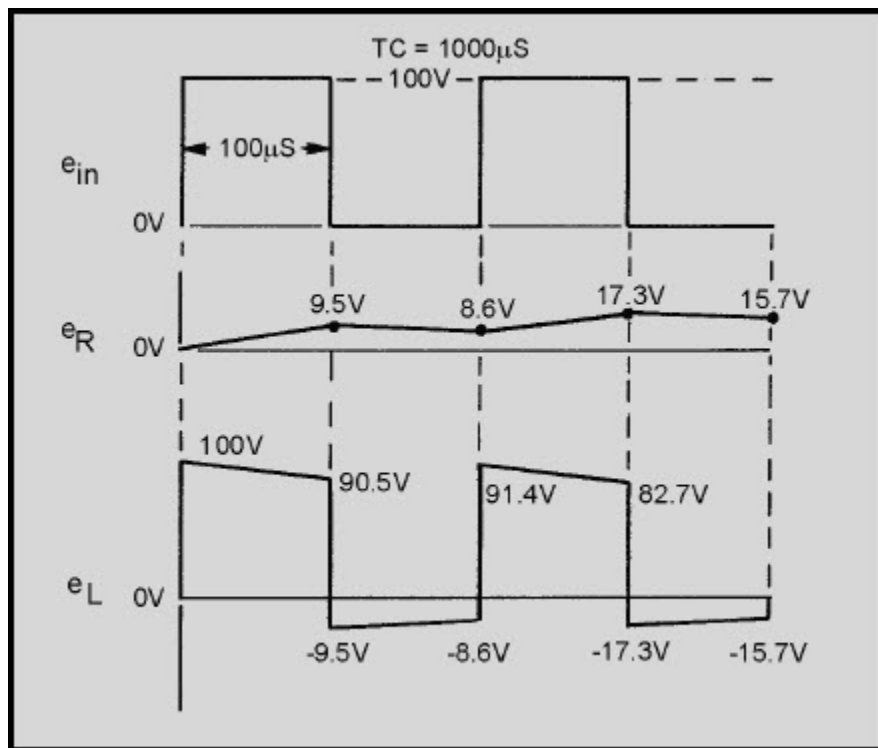 TC = 1000µS
100V
100µS
e_in
0V
9.5V 8.6V 17.3V 15.7V
e_R 0V
100V
90.5V 91.4V 82.7V
e_L 0V
-9.5V -8.6V -17.3V -15.7V